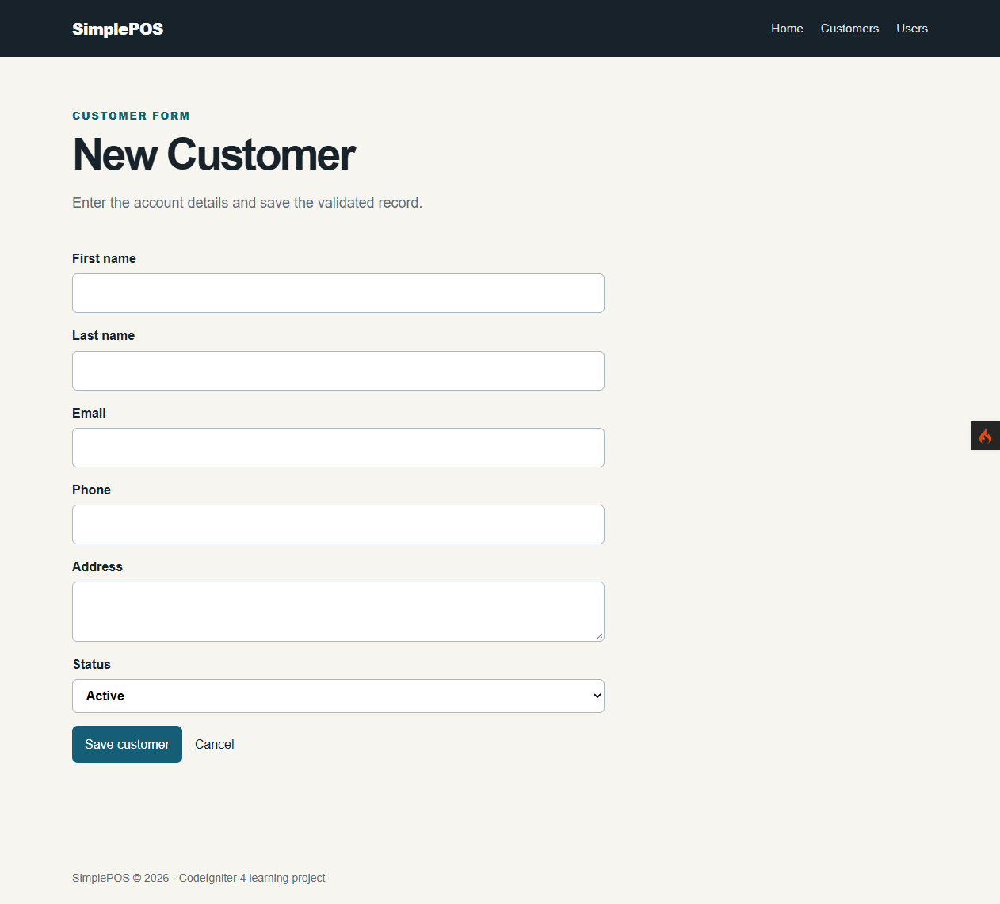 SimplePOS
Home Customers Users
CUSTOMER FORM
New Customer
Enter the account details and save the validated record.
First name
Last name
Email
Phone
Address
Status
Active
Save customer Cancel
SimplePOS © 2026 · CodeIgniter 4 learning project